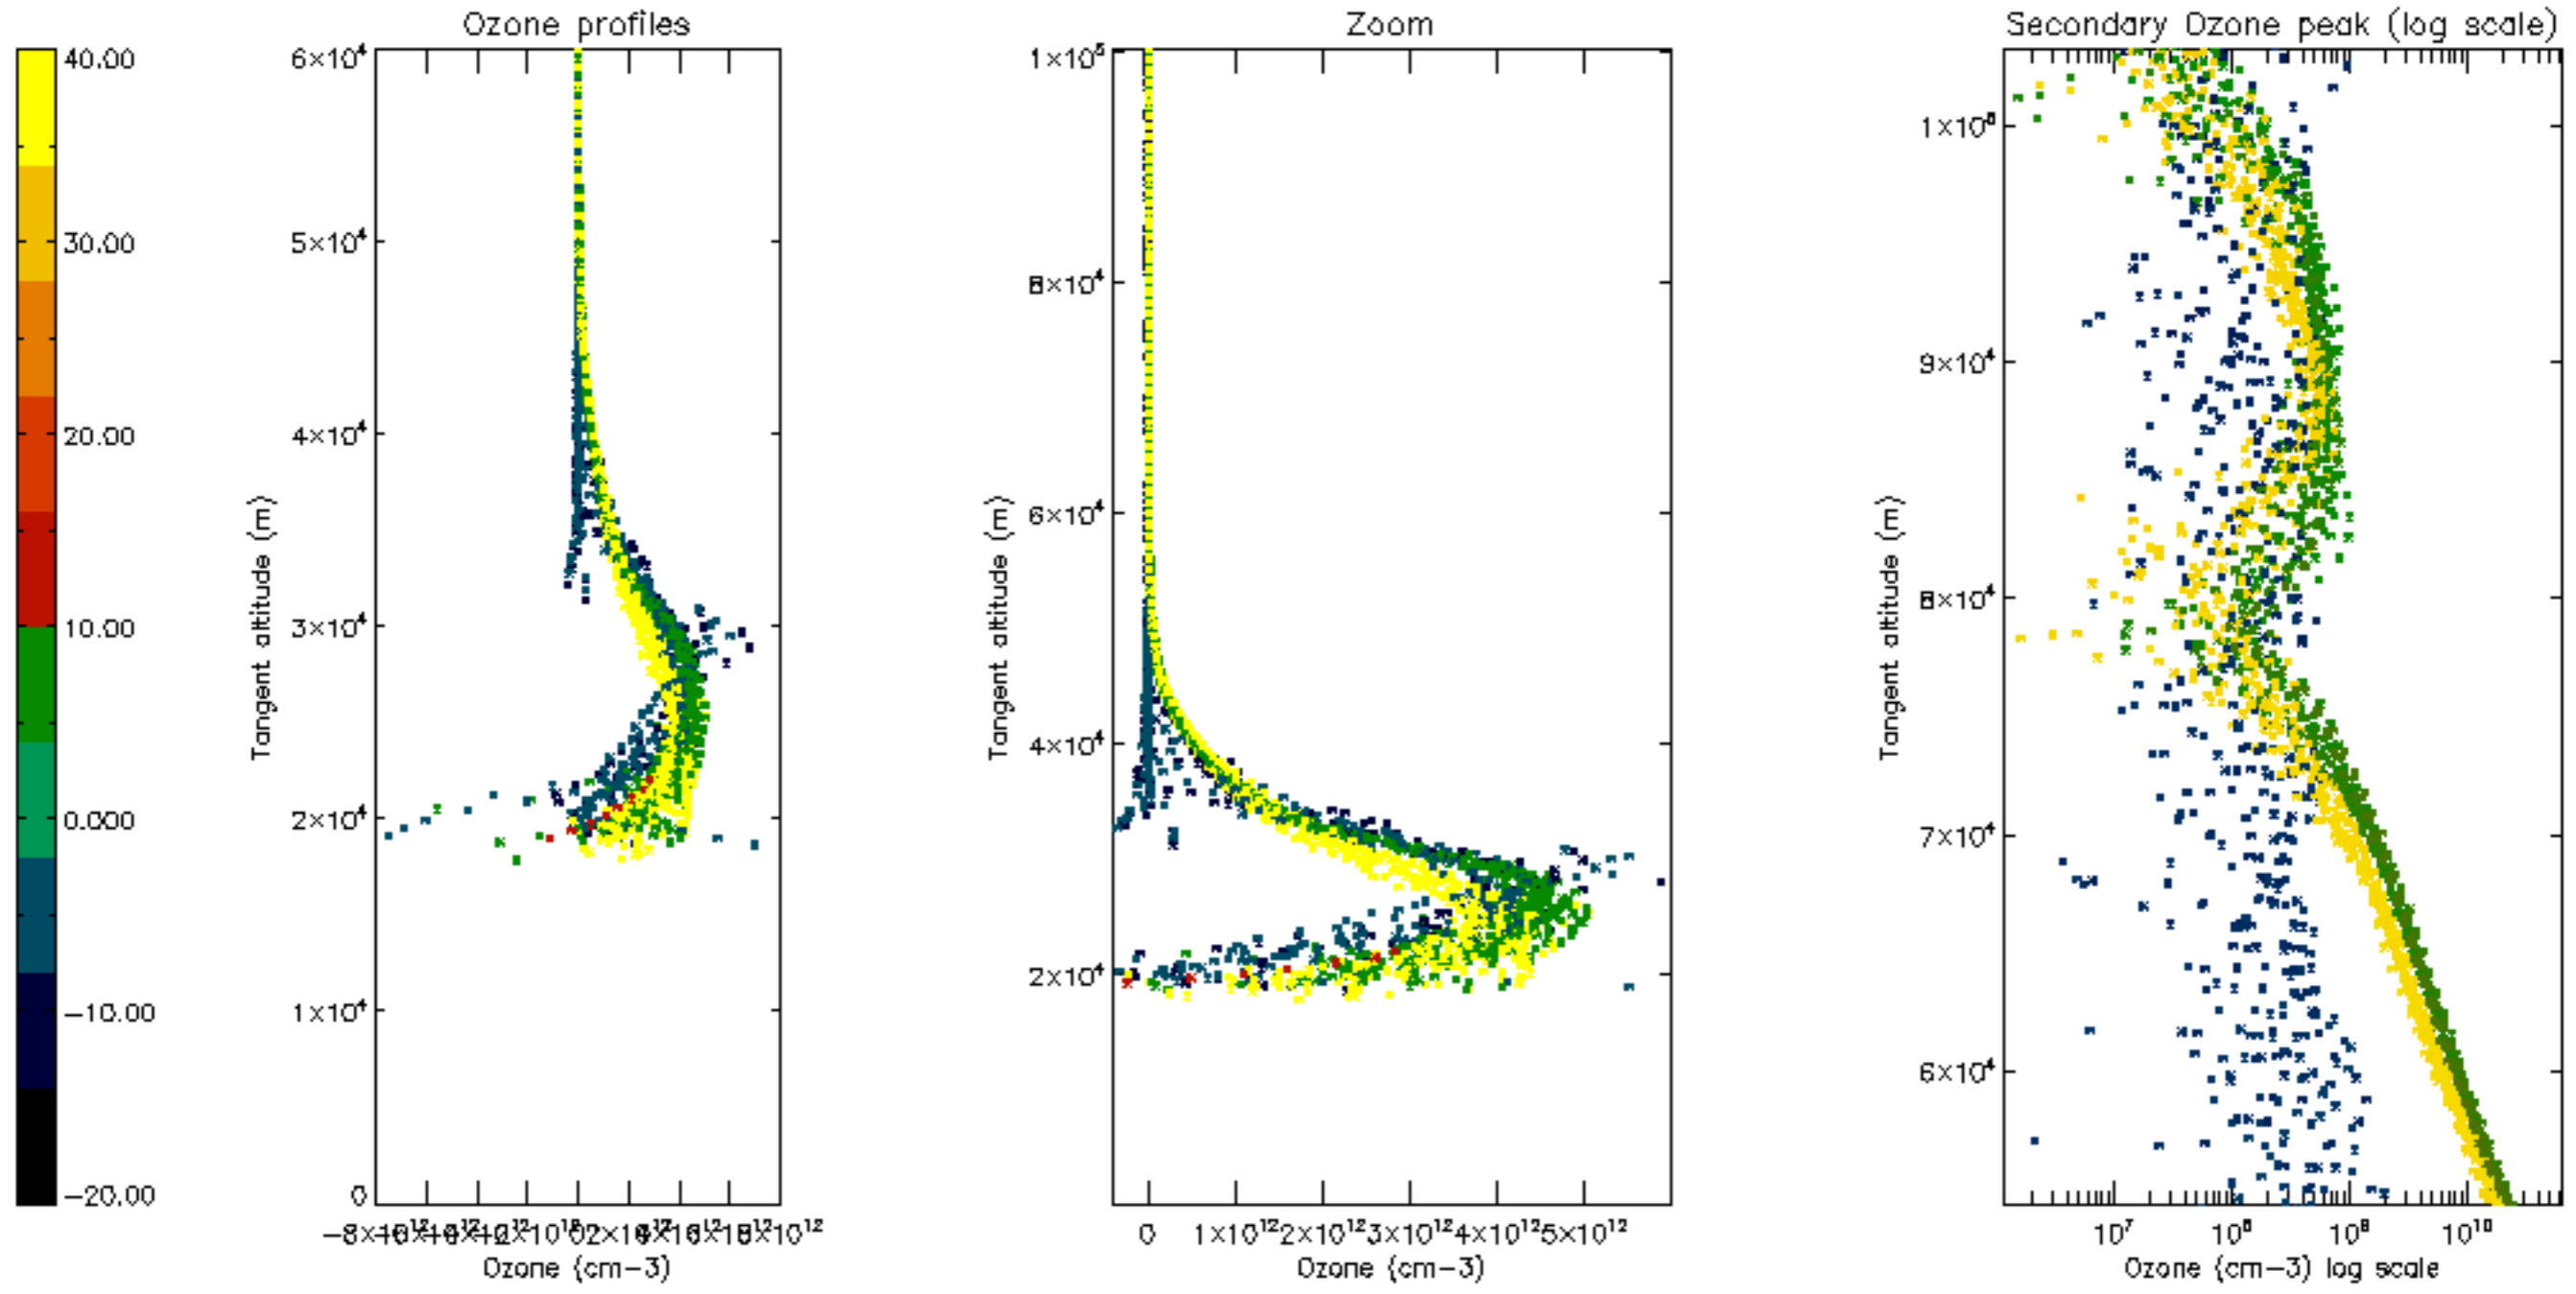 Ozone profiles
Zoom
Secondary Ozone peak (log scale)
40.00
30.00
20.00
10.00
0.000
−10.00
−20.00
6×10⁴
5×10⁴
4×10⁴
3×10⁴
2×10⁴
1×10⁴
0
Tangent altitude (m)
Ozone (cm−3)
1×10⁵
8×10⁴
6×10⁴
4×10⁴
2×10⁴
Tangent altitude (m)
0 1×10¹² 2×10¹² 3×10¹² 4×10¹² 5×10¹²
Ozone (cm−3)
1×10⁵
9×10⁴
8×10⁴
7×10⁴
6×10⁴
Tangent altitude (m)
10⁷ 10⁸ 10⁹ 10¹⁰
Ozone (cm−3) log scale